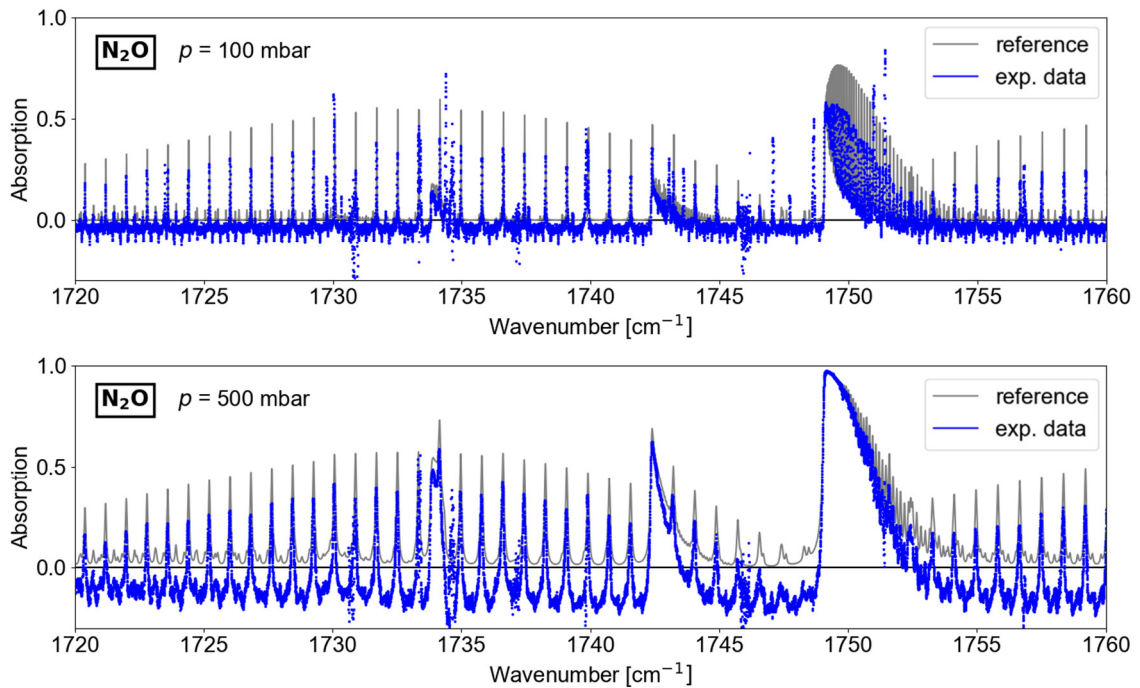 1.0
N₂O p = 100 mbar
reference
exp. data
0.5
0.0
Absorption
1720 1725 1730 1735 1740 1745 1750 1755 1760
Wavenumber [cm⁻¹]
1.0
N₂O p = 500 mbar
reference
exp. data
0.5
0.0
Absorption
1720 1725 1730 1735 1740 1745 1750 1755 1760
Wavenumber [cm⁻¹]